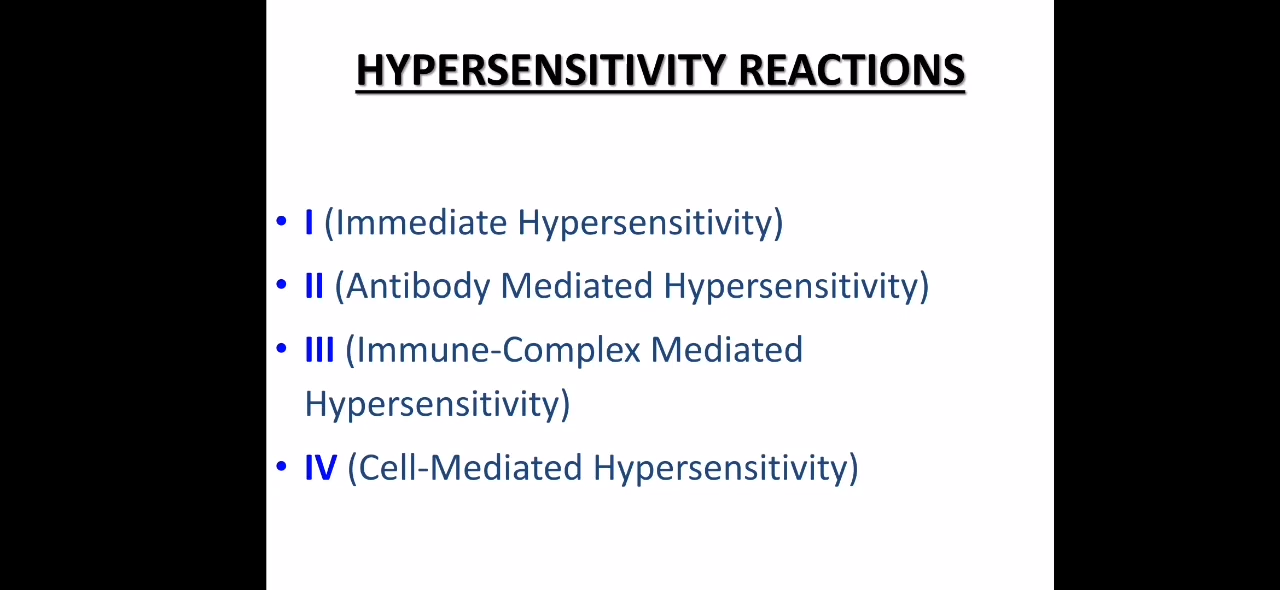 HYPERSENSITIVITY REACTIONS
• I (Immediate Hypersensitivity)
• II (Antibody Mediated Hypersensitivity)
• III (Immune-Complex Mediated
Hypersensitivity)
• IV (Cell-Mediated Hypersensitivity)